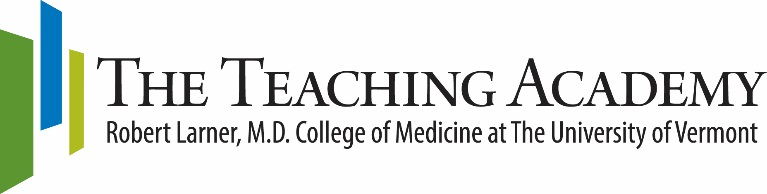 The Teaching Academy
Robert Larner, M.D. College of Medicine at The University of Vermont